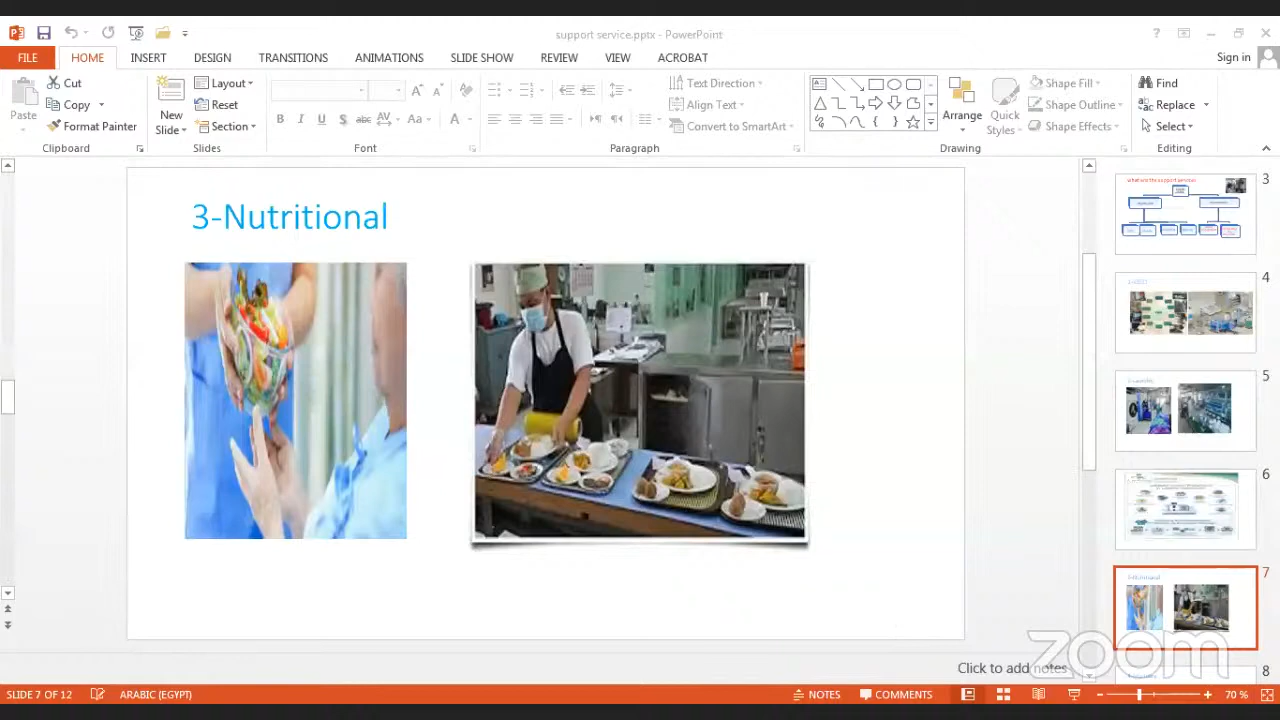 support service.pptx - PowerPoint
?
FILE
HOME
INSERT
DESIGN
TRANSITIONS
ANIMATIONS
SLIDE SHOW
REVIEW
VIEW
ACROBAT
Sign in
Paste
Cut
Copy
Format Painter
Clipboard
New
Slide
Layout
Reset
Section
Slides
B I U S abc AV Aa A
Font
Text Direction
Align Text
Convert to SmartArt
Paragraph
Arrange
Quick
Styles
Shape Fill
Shape Outline
Shape Effects
Drawing
Find
Replace
Select
Editing
3-Nutritional
3
4
5
6
7
8
zoom
Click to add notes
SLIDE 7 OF 12
ARABIC (EGYPT)
NOTES
COMMENTS
70 %